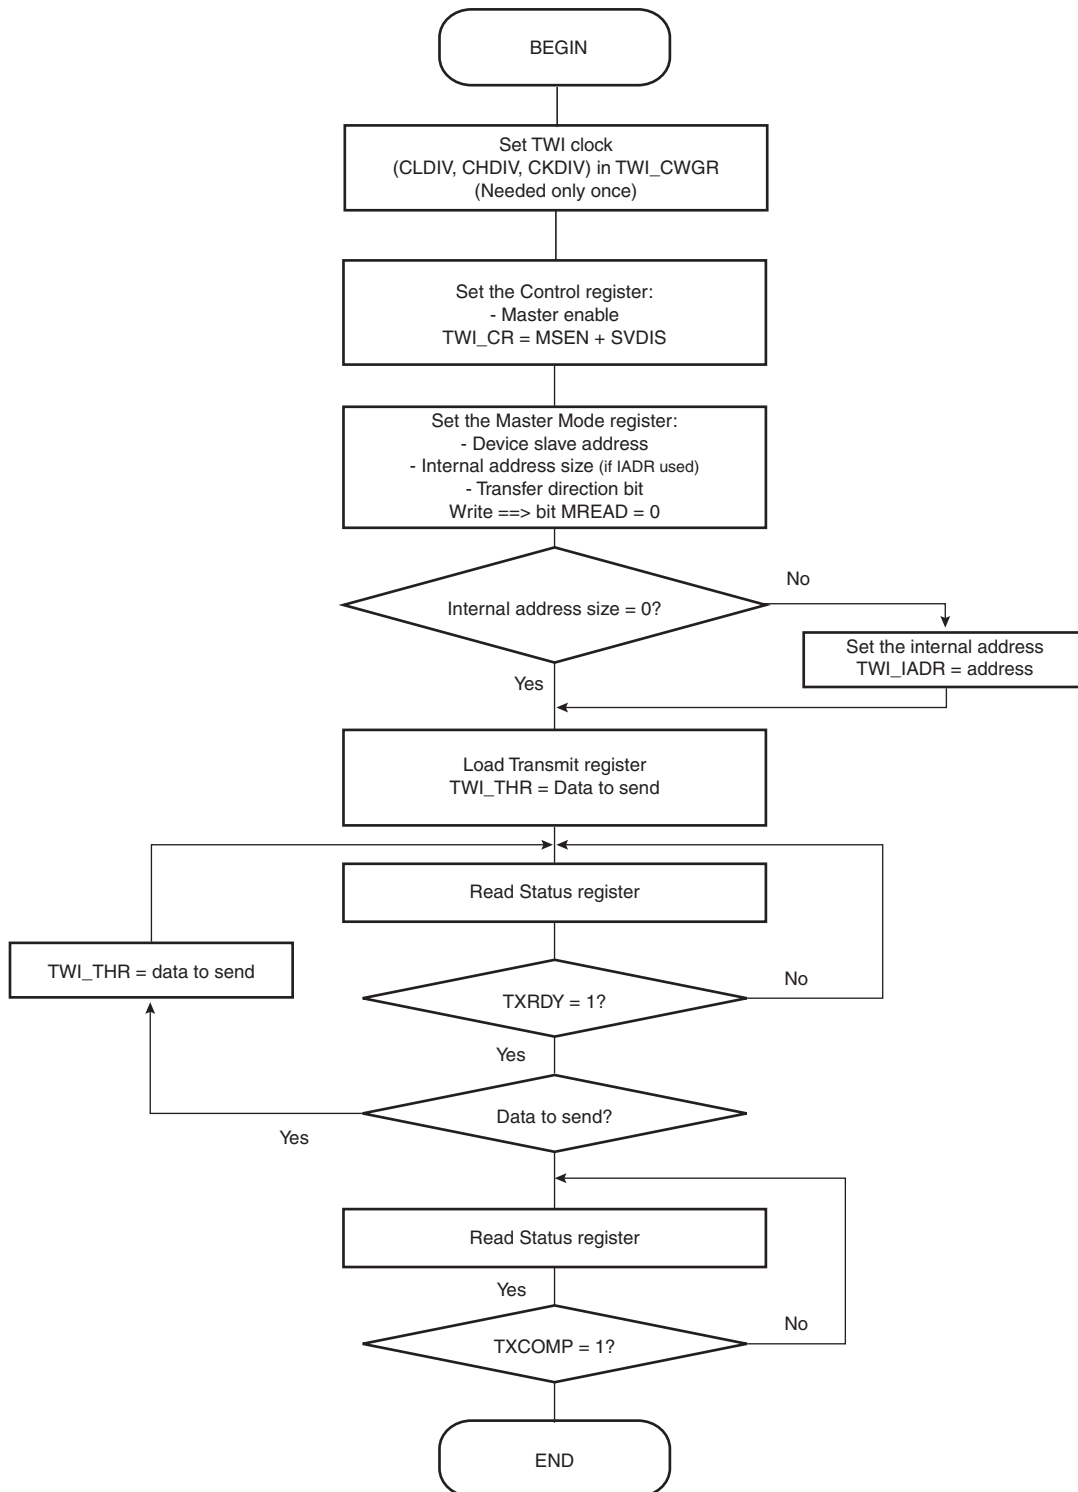 BEGIN
Set TWI clock
(CLDIV, CHDIV, CKDIV) in TWI_CWGR
(Needed only once)
Set the Control register:
- Master enable
TWI_CR = MSEN + SVDIS
Set the Master Mode register:
- Device slave address
- Internal address size (if IADR used)
- Transfer direction bit
Write ==> bit MREAD = 0
No
Internal address size = 0?
Set the internal address
TWI_IADR = address
Yes
Load Transmit register
TWI_THR = Data to send
Read Status register
TWI_THR = data to send
No
TXRDY = 1?
Yes
Data to send?
Yes
Read Status register
Yes
No
TXCOMP = 1?
END